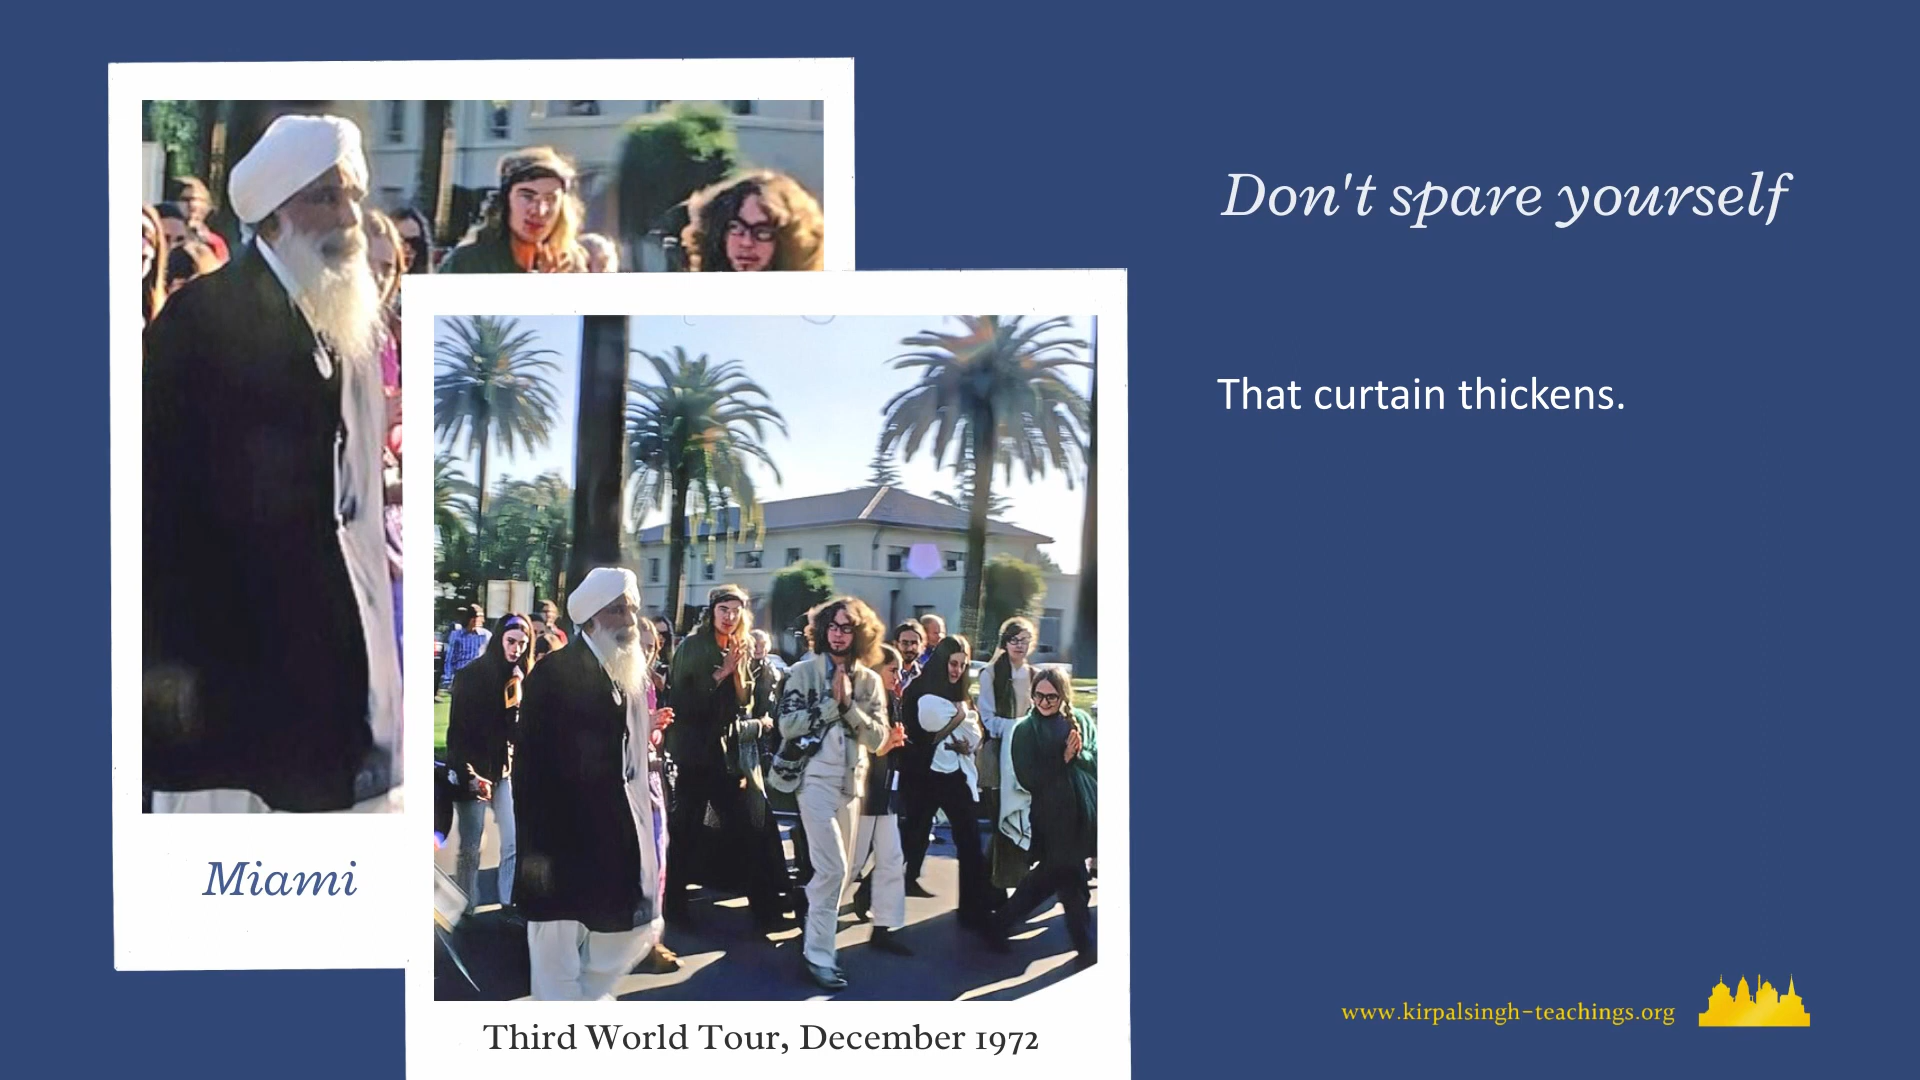 Don't spare yourself
That curtain thickens.
Miami
Third World Tour, December 1972
www.kirpalsingh-teachings.org